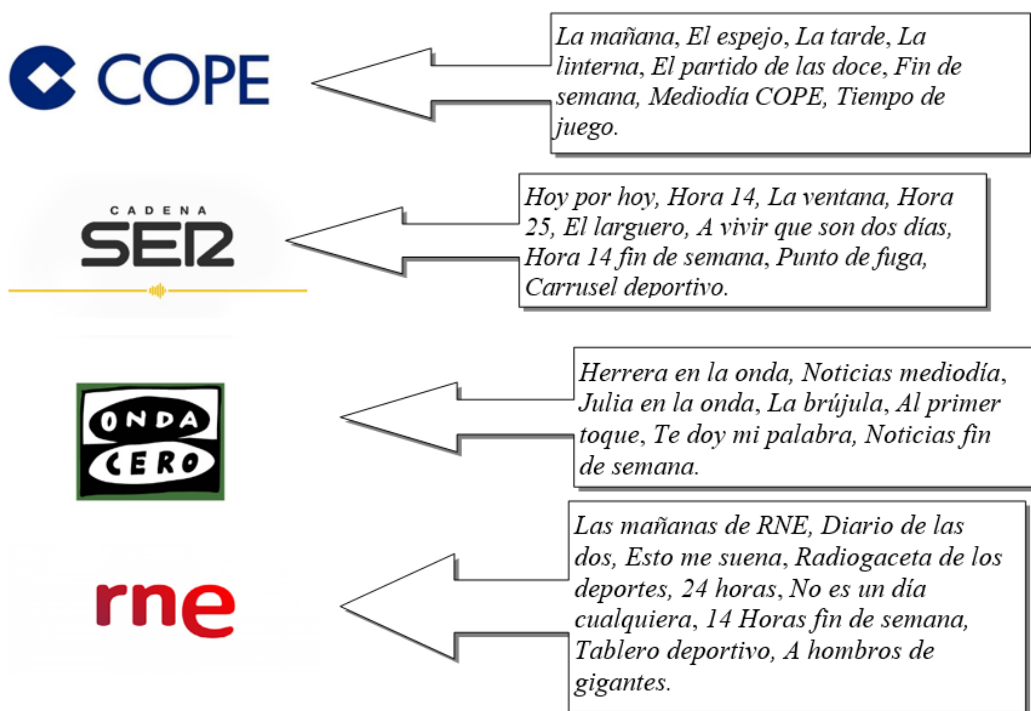 COPE
La mañana, El espejo, La tarde, La
linterna, El partido de las doce, Fin de
semana, Mediodía COPE, Tiempo de
juego.
CADENA
SER
Hoy por hoy, Hora 14, La ventana, Hora
25, El larguero, A vivir que son dos días,
Hora 14 fin de semana, Punto de fuga,
Carrusel deportivo.
ONDA
CERO
Herrera en la onda, Noticias mediodía,
Julia en la onda, La brújula, Al primer
toque, Te doy mi palabra, Noticias fin
de semana.
rne
Las mañanas de RNE, Diario de las
dos, Esto me suena, Radiogaceta de los
deportes, 24 horas, No es un día
cualquiera, 14 Horas fin de semana,
Tablero deportivo, A hombros de
gigantes.